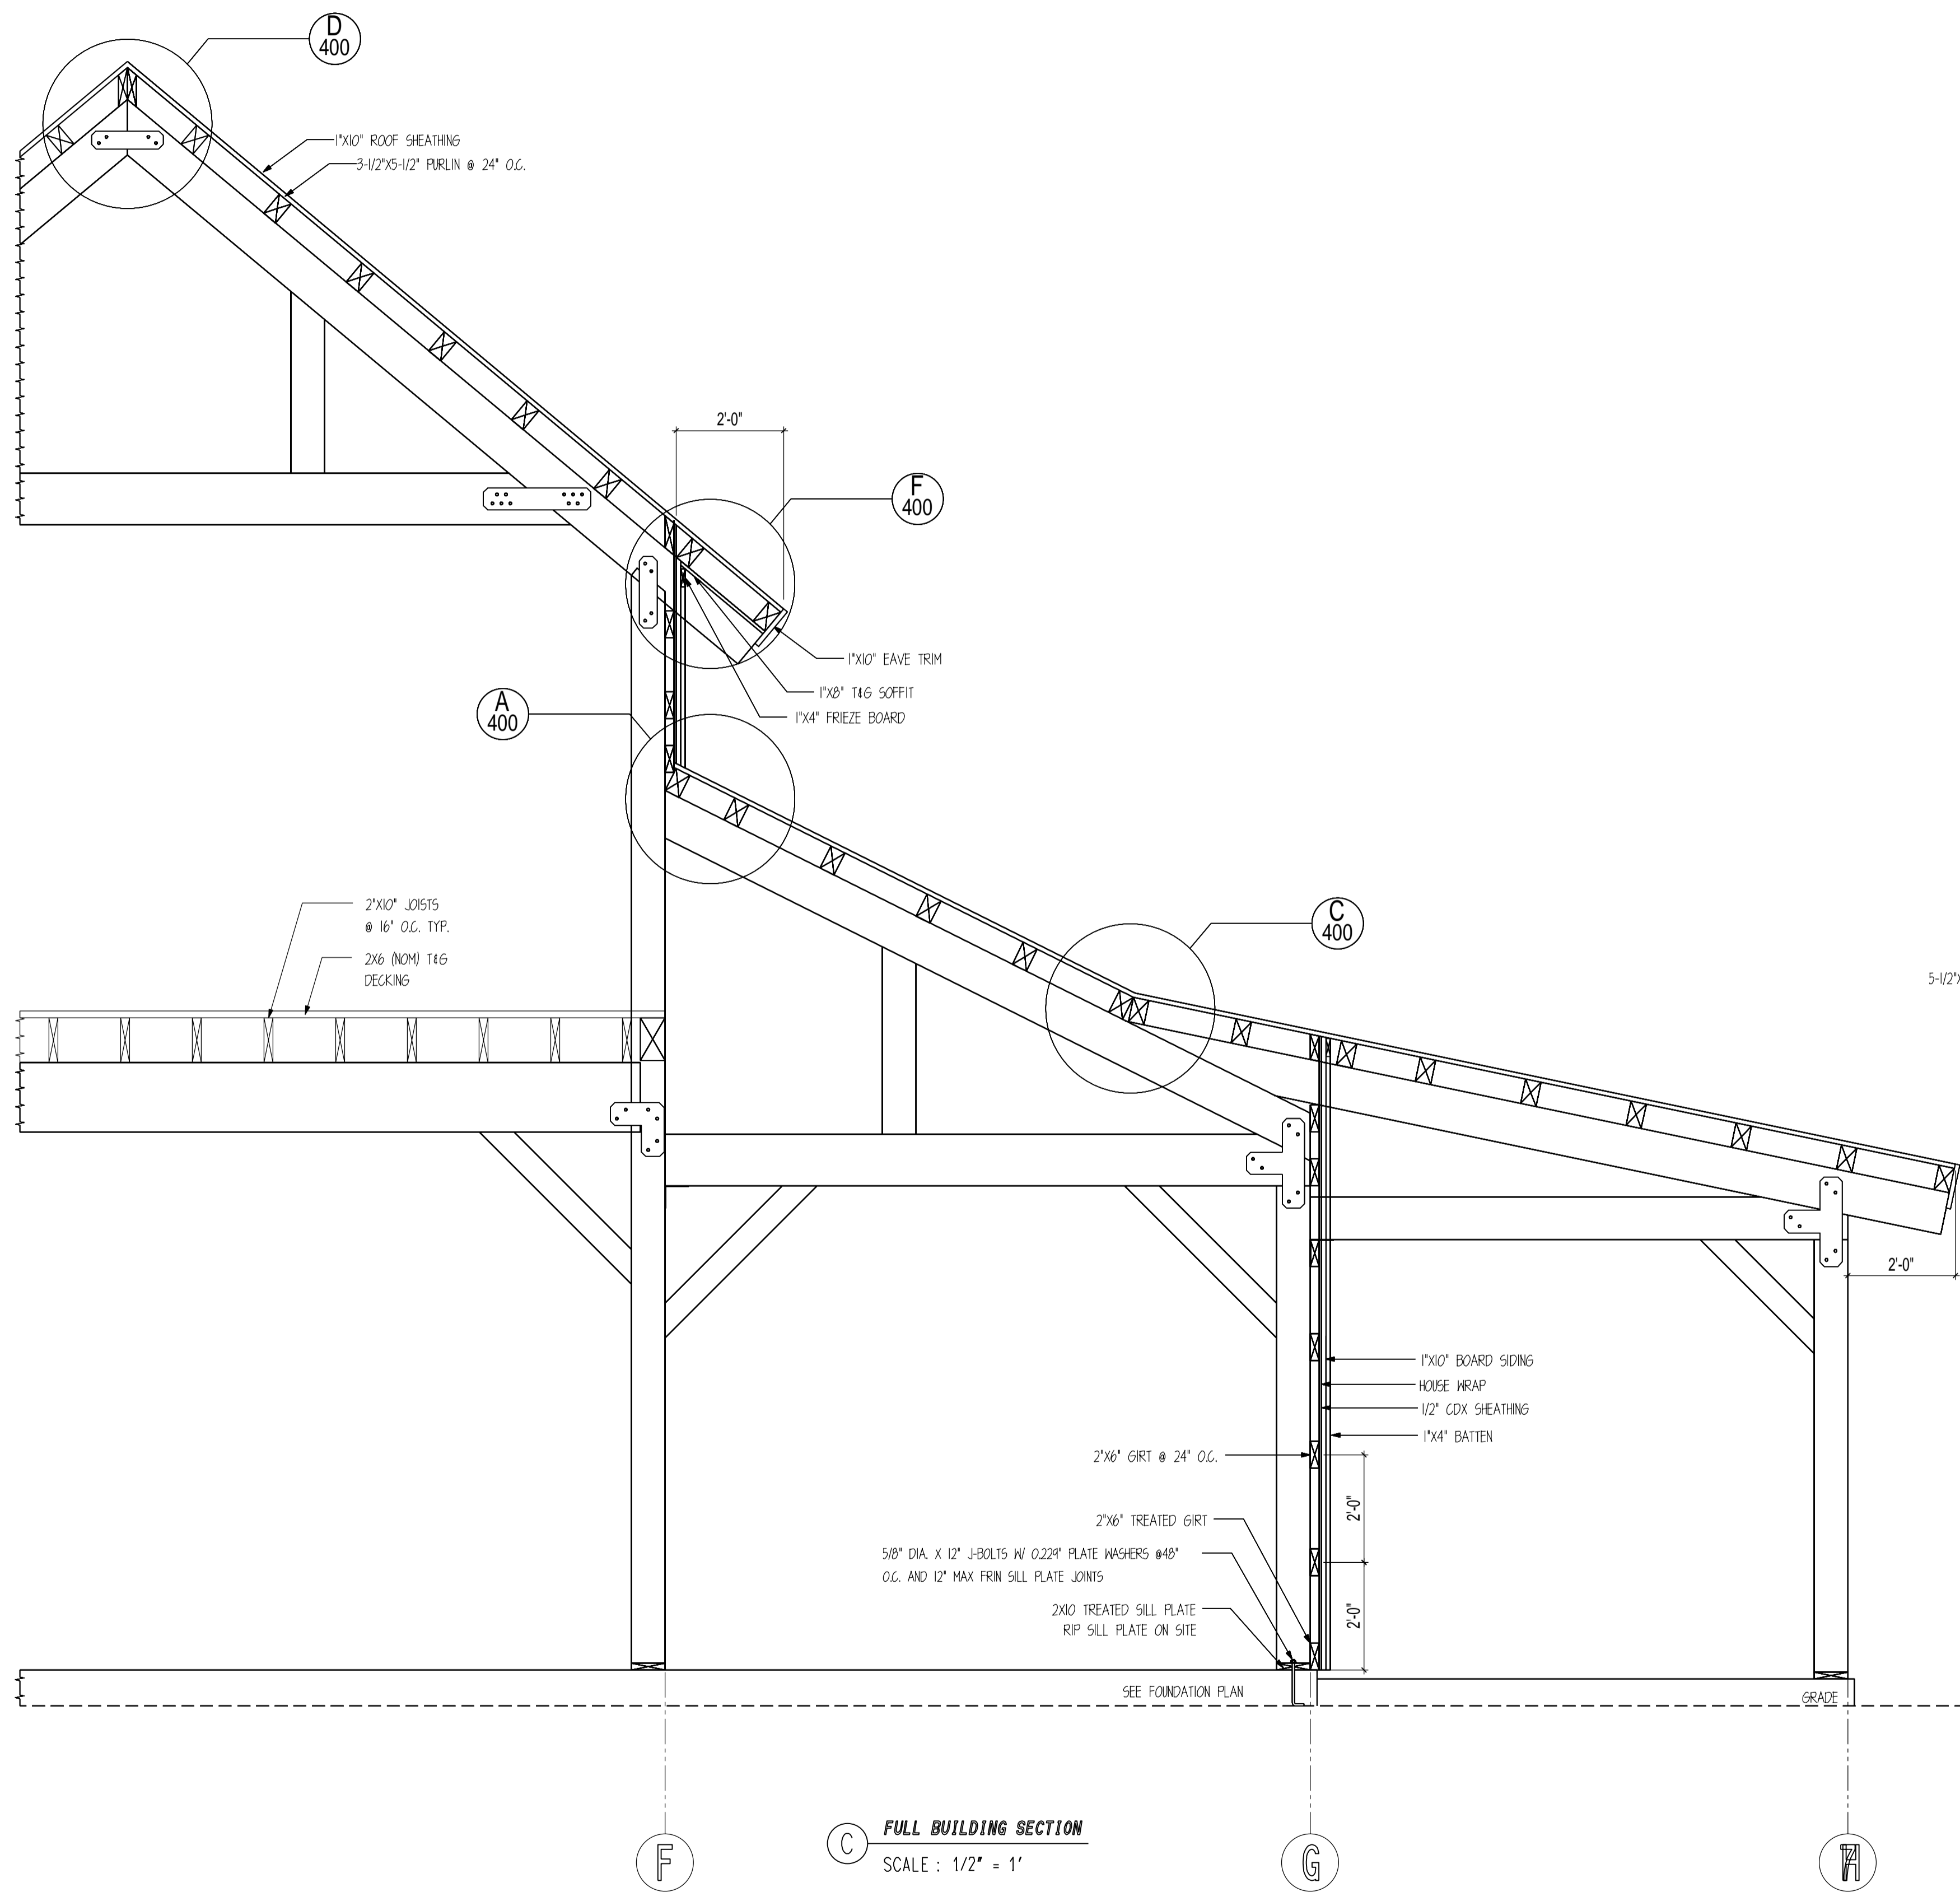 D
400
1"X10" ROOF SHEATHING
3-1/2"X5-1/2" PURLIN @ 24" O.C.
2'-0"
F
400
1"X10" EAVE TRIM
1"X8" T&G SOFFIT
1"X4" FRIEZE BOARD
A
400
2"X10" JOISTS
@ 16" O.C. TYP.
2X6 (NOM) T&G
DECKING
C
400
5-1/2"X
2'-0"
1"X10" BOARD SIDING
HOUSE WRAP
1/2" CDX SHEATHING
1"X4" BATTEN
2"X6" GIRT @ 24" O.C.
2'-0"
2"X6" TREATED GIRT
5/8" DIA. X 12" J-BOLTS W/ 0.229" PLATE WASHERS @48"
O.C. AND 12" MAX FRIN SILL PLATE JOINTS
2X10 TREATED SILL PLATE
RIP SILL PLATE ON SITE
2'-0"
SEE FOUNDATION PLAN
GRADE
F
C
FULL BUILDING SECTION
SCALE : 1/2" = 1'
G